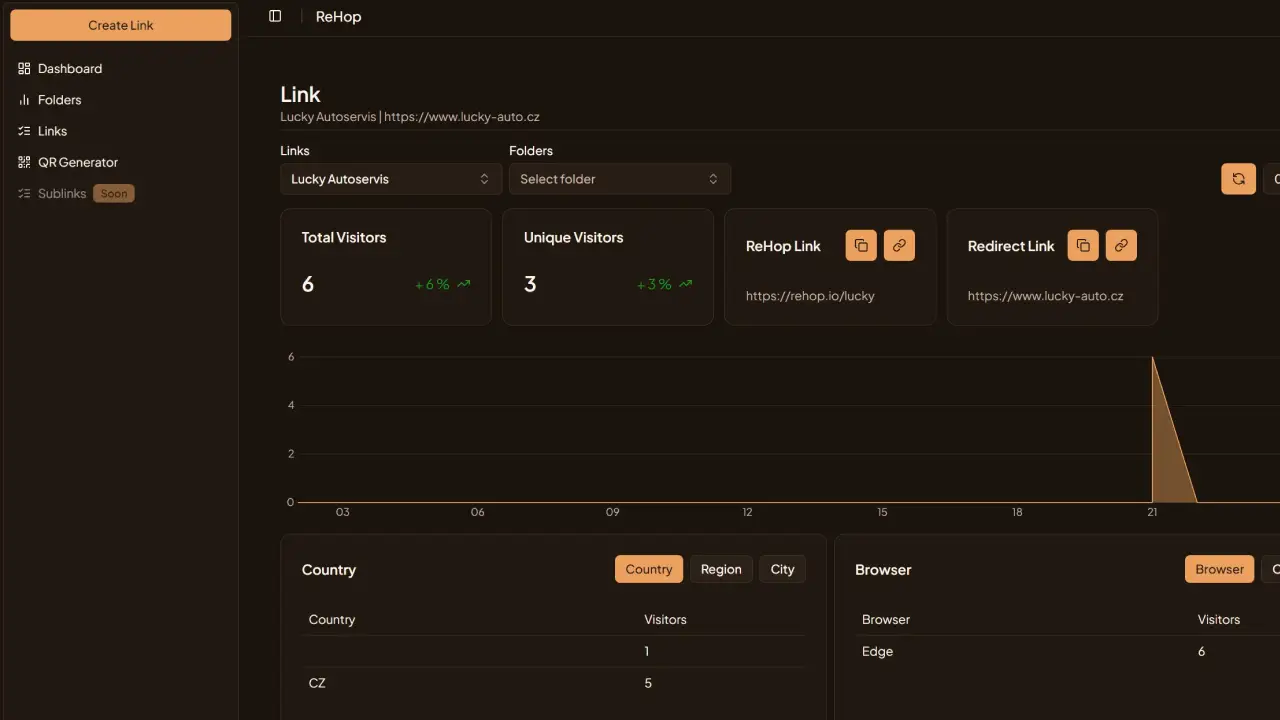 Create Link
ReHop
Dashboard
Folders
Links
QR Generator
Sublinks Soon
Link
Lucky Autoservis | https://www.lucky-auto.cz
Links
Folders
Lucky Autoservis
Select folder
Total Visitors
6
+6%
Unique Visitors
3
+3%
ReHop Link
https://rehop.io/lucky
Redirect Link
https://www.lucky-auto.cz
6
4
2
0
03 06 09 12 15 18 21
Country
Country Region City
Country Visitors
1
CZ 5
Browser
Browser
Browser Visitors
Edge 6